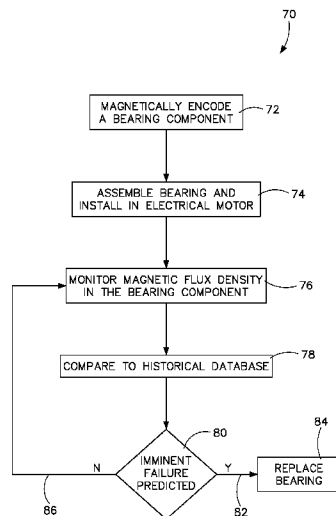 70
MAGNETICALLY ENCODE
A BEARING COMPONENT
72
ASSEMBLE BEARING AND
INSTALL IN ELECTRICAL MOTOR
74
MONITOR MAGNETIC FLUX DENSITY
IN THE BEARING COMPONENT
76
COMPARE TO HISTORICAL DATABASE
78
80
IMMINENT
FAILURE
PREDICTED
N
Y
86
82
84
REPLACE
BEARING